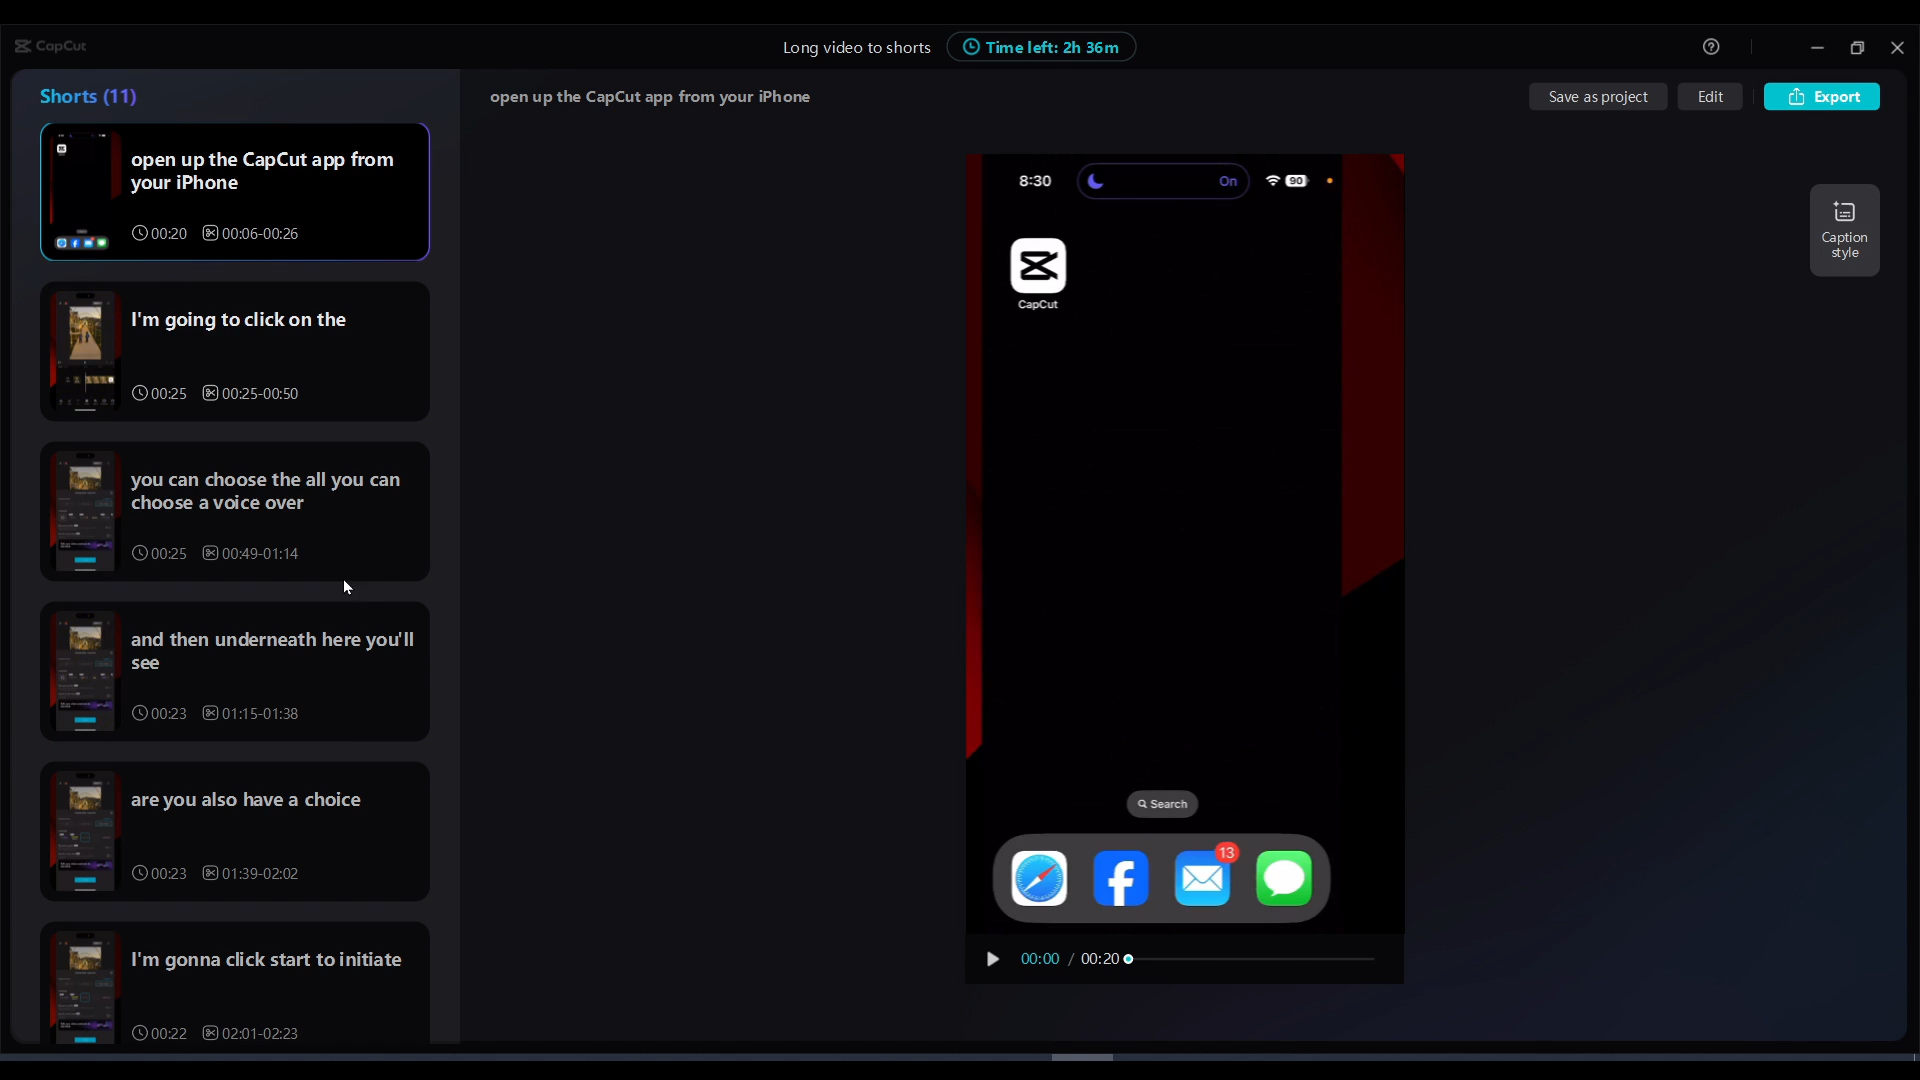 CapCut
Long video to shorts
Time left: 2h 36m
Shorts (11)
open up the CapCut app from your iPhone
Save as project
Edit
Export
open up the CapCut app from
your iPhone
00:20
00:06-00:26
I'm going to click on the
00:25
00:25-00:50
you can choose the all you can
choose a voice over
00:25
00:49-01:14
and then underneath here you'll
see
00:23
01:15-01:38
are you also have a choice
00:23
01:39-02:02
I'm gonna click start to initiate
00:22
02:01-02:23
8:30
On
90
CapCut
Search
13
00:00 / 00:20
Caption
style